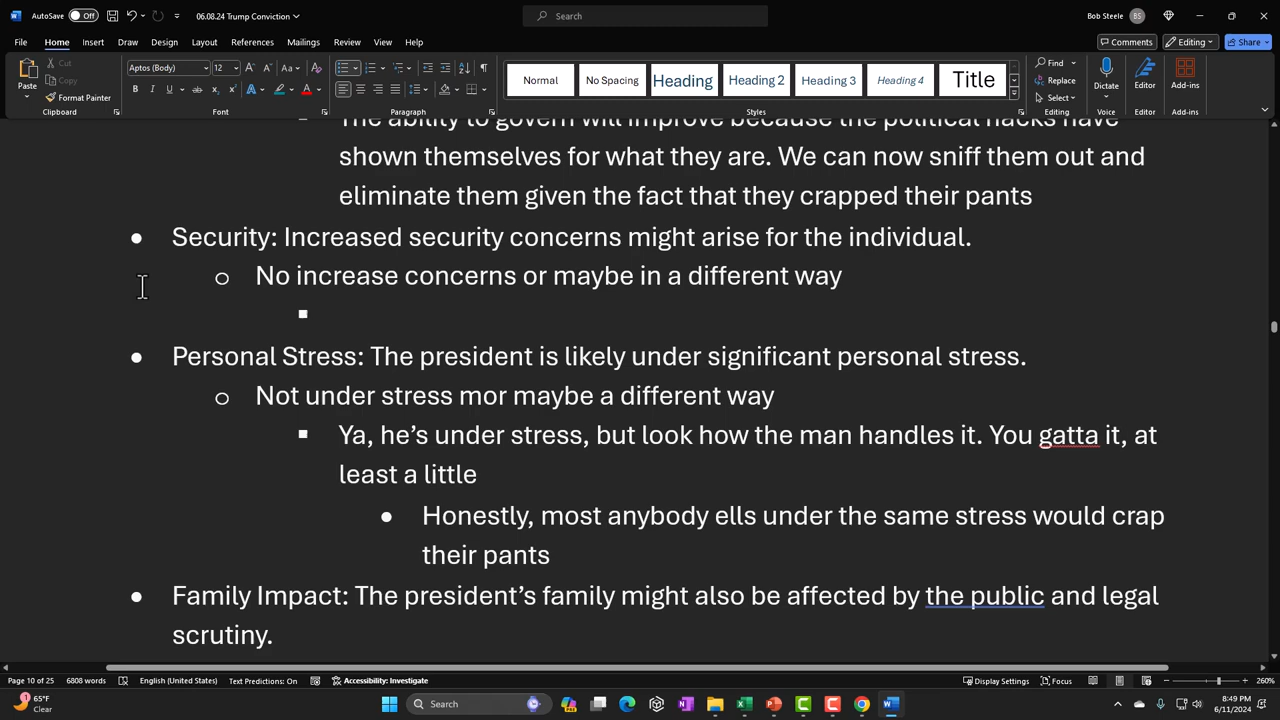 AutoSave Off 06.08.24 Trump Conviction Search Bob Steele BS
File Home Insert Draw Design Layout References Mailings Review View Help Comments Editing Share
Cut Aptos (Body) 12 Find
Copy Normal No Spacing Heading Heading 2 Heading 3 Heading 4 Title Replace
Paste Format Painter Select Dictate Editor Add-ins
Clipboard Font Paragraph Styles Editing Voice Editor Add-ins
The ability to govern will improve because the political hacks have
shown themselves for what they are. We can now sniff them out and
eliminate them given the fact that they crapped their pants
Security: Increased security concerns might arise for the individual.
No increase concerns or maybe in a different way
Personal Stress: The president is likely under significant personal stress.
Not under stress mor maybe a different way
Ya, he’s under stress, but look how the man handles it. You gatta it, at
least a little
Honestly, most anybody ells under the same stress would crap
their pants
Family Impact: The president’s family might also be affected by the public and legal
scrutiny.
Page 10 of 25 6808 words English (United States) Text Predictions: On Accessibility: Investigate Display Settings Focus 260%
65°F
Clear
Search
8:49 PM
6/11/2024